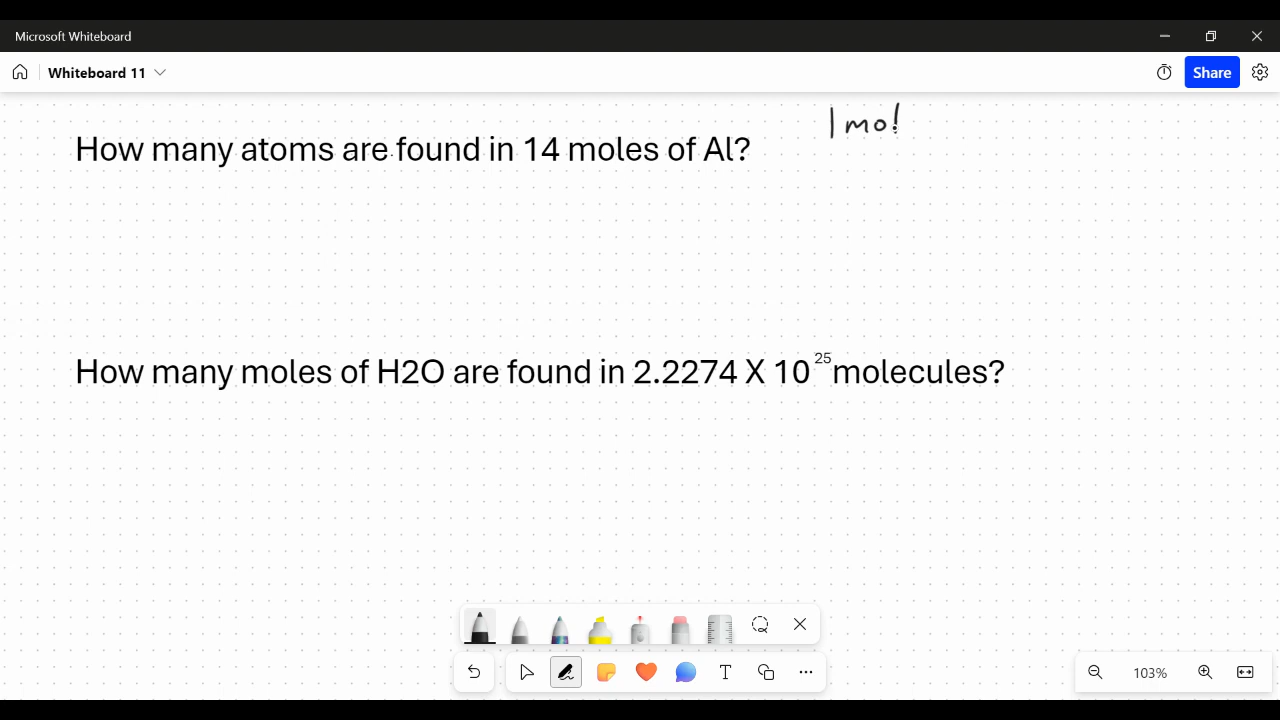 Microsoft Whiteboard
Whiteboard 11
Share
1 mol
How many atoms are found in 14 moles of Al?
How many moles of H2O are found in 2.2274 X 10 25 molecules?
T
103%